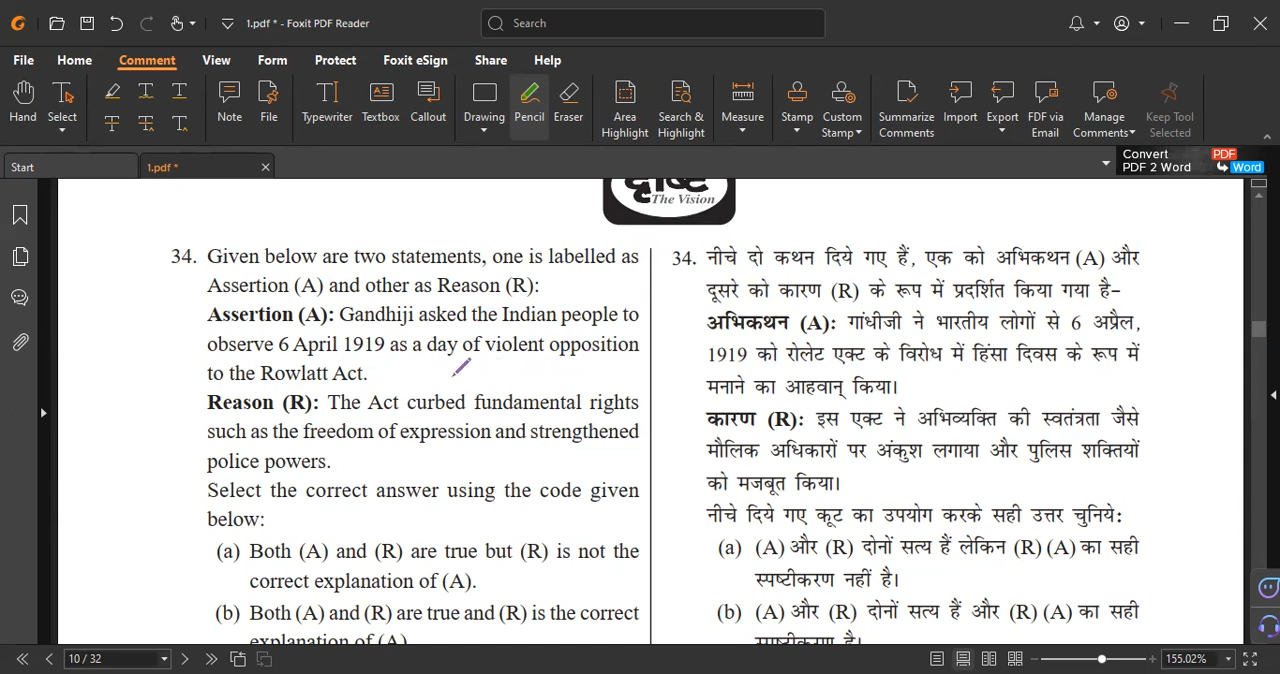 1.pdf * - Foxit PDF Reader
Search
File Home Comment View Form Protect Foxit eSign Share Help
Hand Select Note File Typewriter Textbox Callout Drawing Pencil Eraser Area Highlight Search & Highlight Measure Stamp Custom Stamp Summarize Comments Import Export FDF via Email Manage Comments Keep Tool Selected
Start 1.pdf *
Convert PDF
PDF 2 Word Word
The Vision
34. Given below are two statements, one is labelled as
Assertion (A) and other as Reason (R):
Assertion (A): Gandhiji asked the Indian people to
observe 6 April 1919 as a day of violent opposition
to the Rowlatt Act.
Reason (R): The Act curbed fundamental rights
such as the freedom of expression and strengthened
police powers.
Select the correct answer using the code given
below:
(a) Both (A) and (R) are true but (R) is not the
correct explanation of (A).
(b) Both (A) and (R) are true and (R) is the correct
explanation of (A)
34. नीचे दो कथन दिये गए हैं, एक को अभिकथन (A) और
दूसरे को कारण (R) के रूप में प्रदर्शित किया गया है-
अभिकथन (A): गांधीजी ने भारतीय लोगों से 6 अप्रैल,
1919 को रोलेट एक्ट के विरोध में हिंसा दिवस के रूप में
मनाने का आहवान् किया।
कारण (R): इस एक्ट ने अभिव्यक्ति की स्वतंत्रता जैसे
मौलिक अधिकारों पर अंकुश लगाया और पुलिस शक्तियों
को मजबूत किया।
नीचे दिये गए कूट का उपयोग करके सही उत्तर चुनिये:
(a) (A) और (R) दोनों सत्य हैं लेकिन (R) (A) का सही
स्पष्टीकरण नहीं है।
(b) (A) और (R) दोनों सत्य हैं और (R) (A) का सही
स्पष्टीकरण है।
10 / 32
155.02%